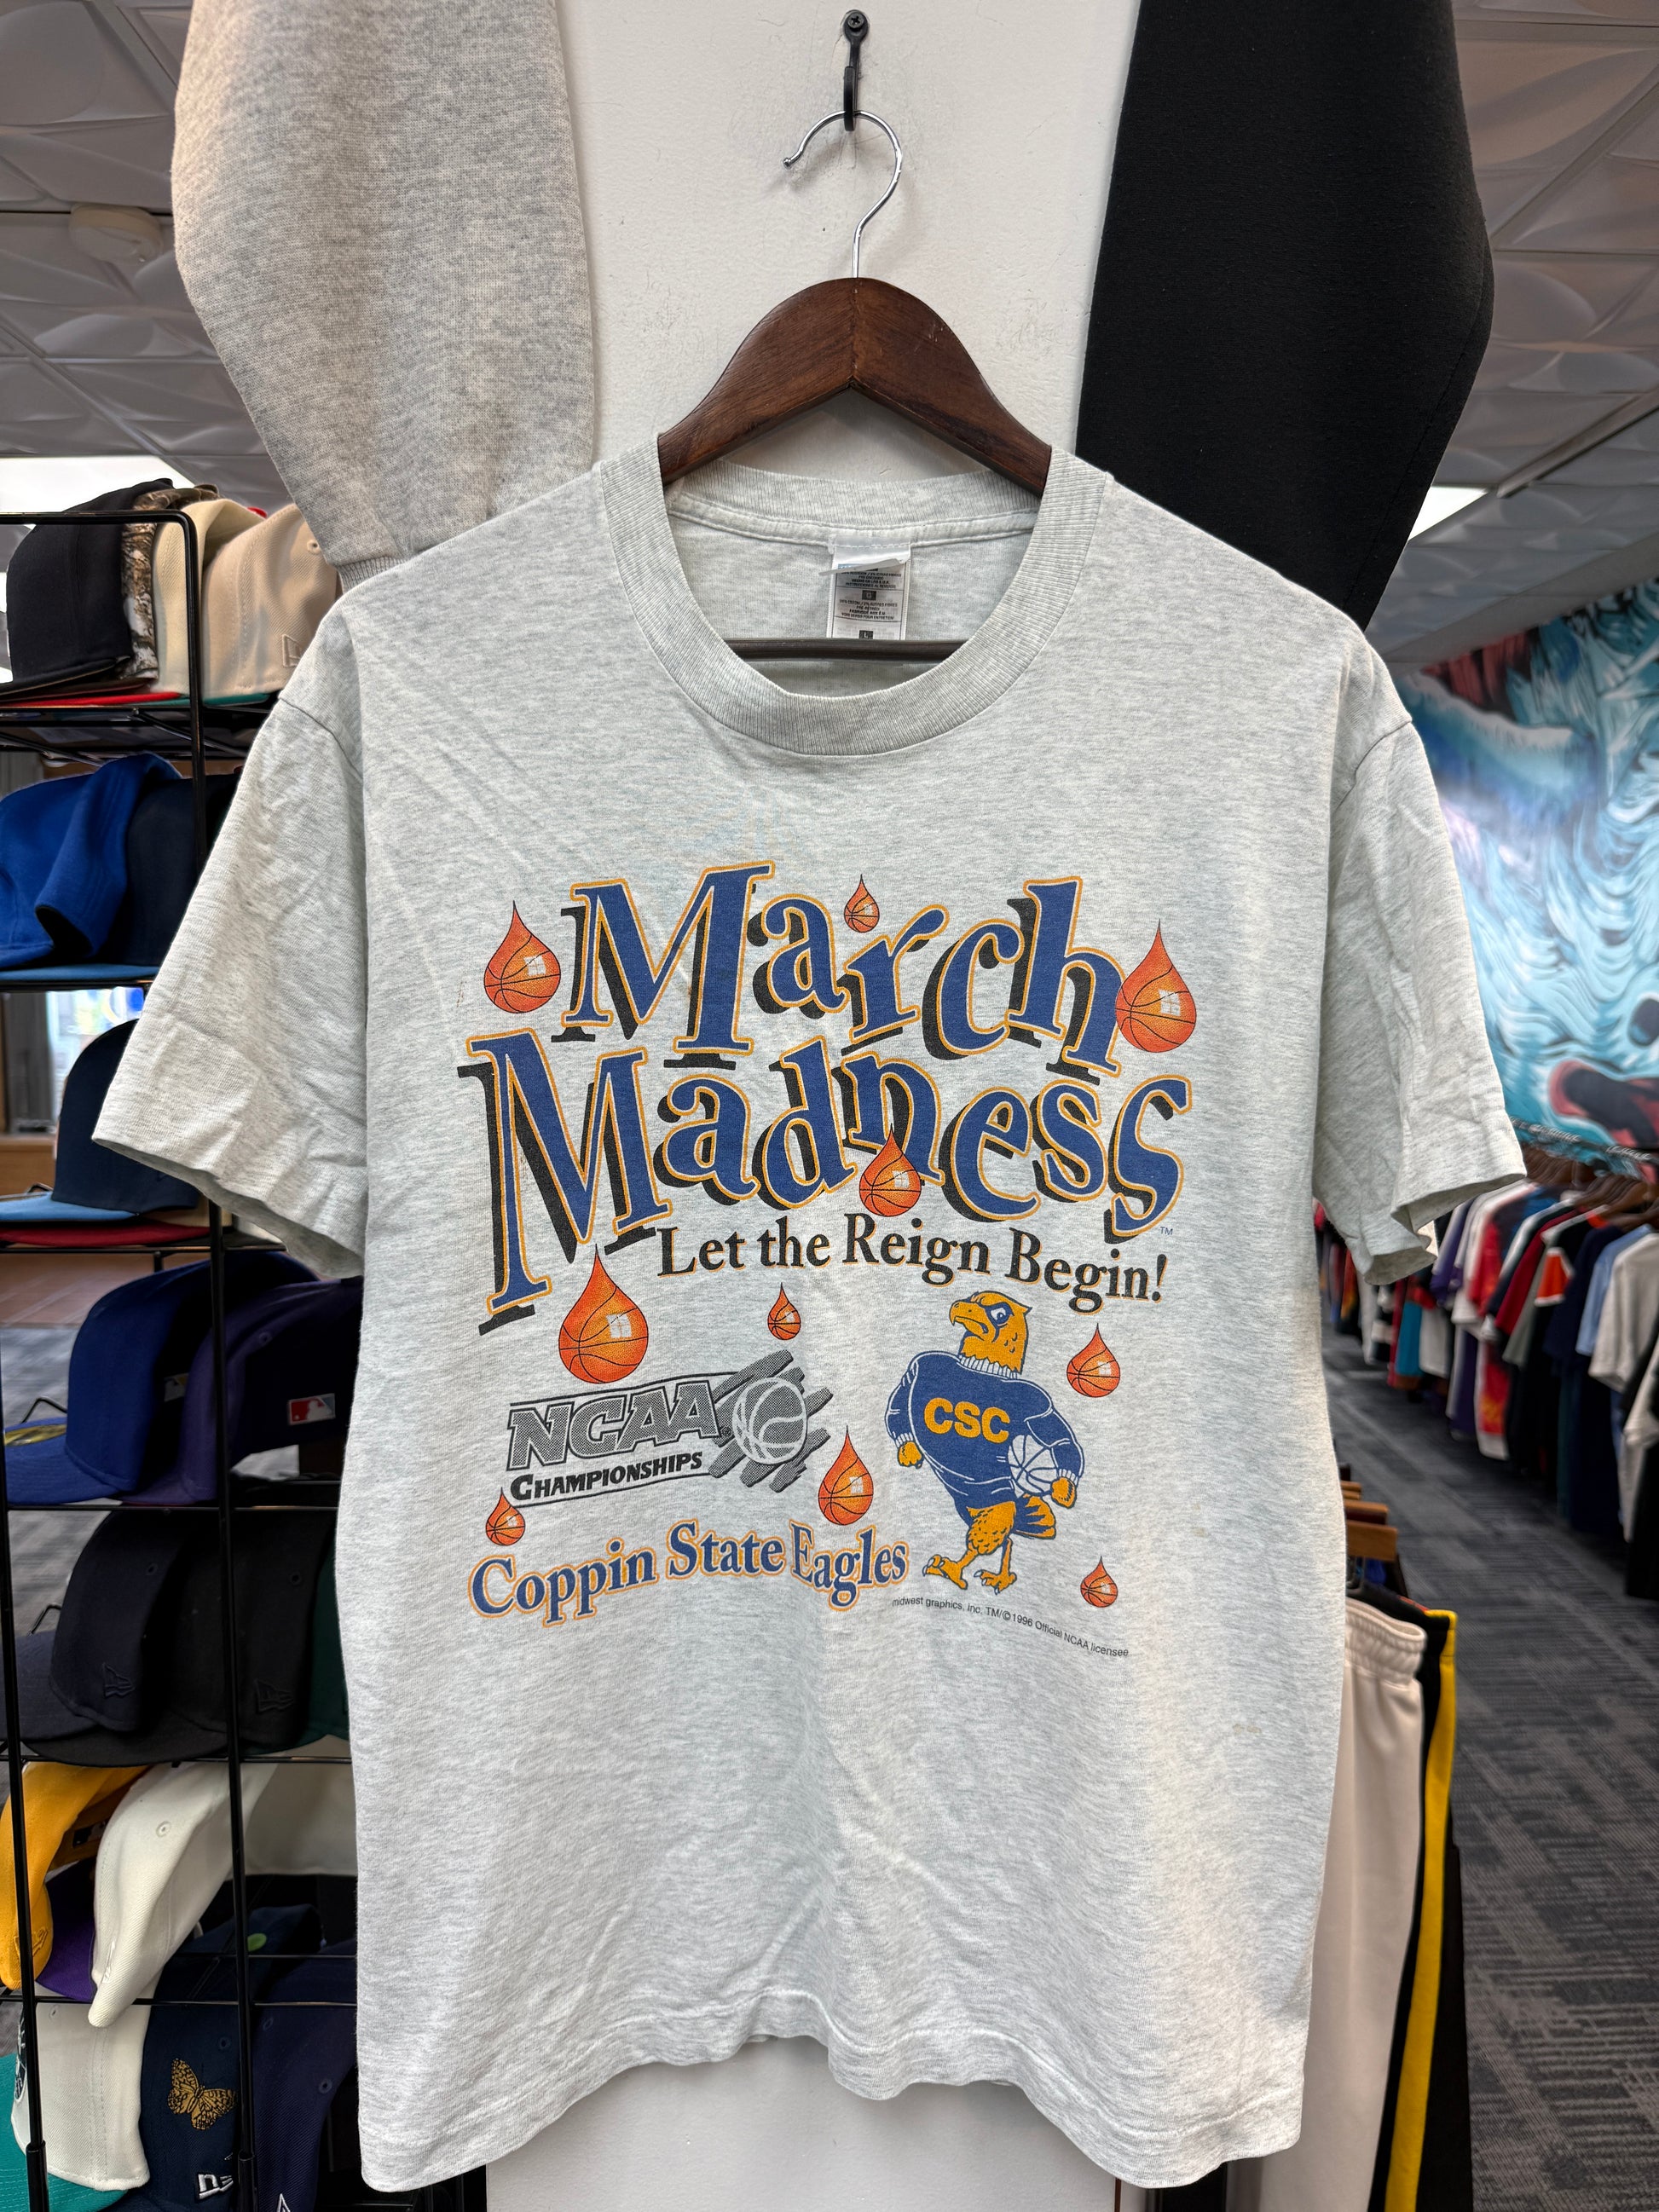 March
Madness
TM
Let the Reign Begin!
CSC
NCAA
CHAMPIONSHIPS
Coppin State Eagles
midwest graphics, inc. TM/©1996 Official NCAA licensee
L